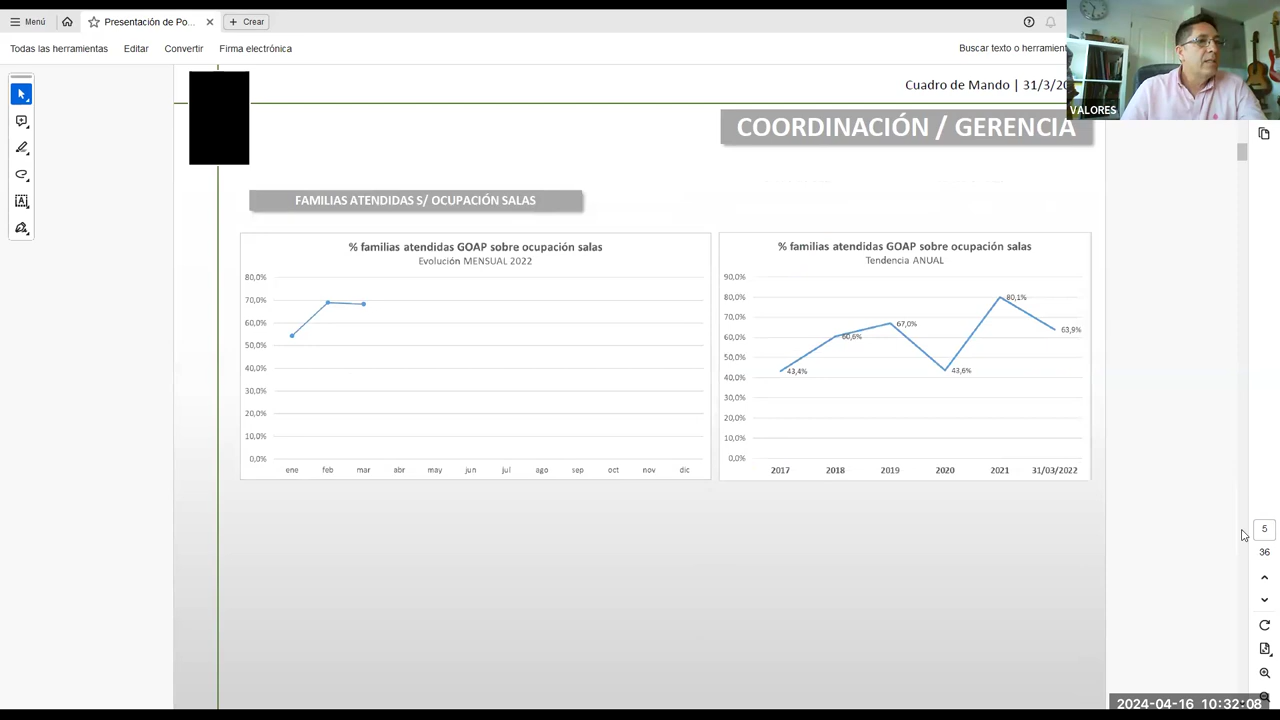 Menú
Presentación de Po...
Crear
Todas las herramientas
Editar
Convertir
Firma electrónica
Buscar texto o herramient
VALORES
Cuadro de Mando | 31/3/20
COORDINACIÓN / GERENCIA
FAMILIAS ATENDIDAS S/ OCUPACIÓN SALAS
% familias atendidas GOAP sobre ocupación salas
Evolución MENSUAL 2022
80,0%
70,0%
60,0%
50,0%
40,0%
30,0%
20,0%
10,0%
0,0%
ene feb mar abr may jun jul ago sep oct nov dic
% familias atendidas GOAP sobre ocupación salas
Tendencia ANUAL
90,0%
80,0%
70,0%
60,0%
50,0%
40,0%
30,0%
20,0%
10,0%
0,0%
43,4%
60,6%
67,0%
43,6%
80,1%
63,9%
2017 2018 2019 2020 2021 31/03/2022
5
36
2024-04-16 10:32:08